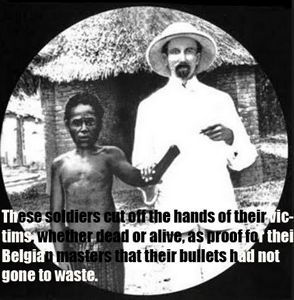 These soldiers cut off the hands of their vic-
tims, whether dead or alive, as proof for thei
Belgian masters that their bullets had not
gone to waste.